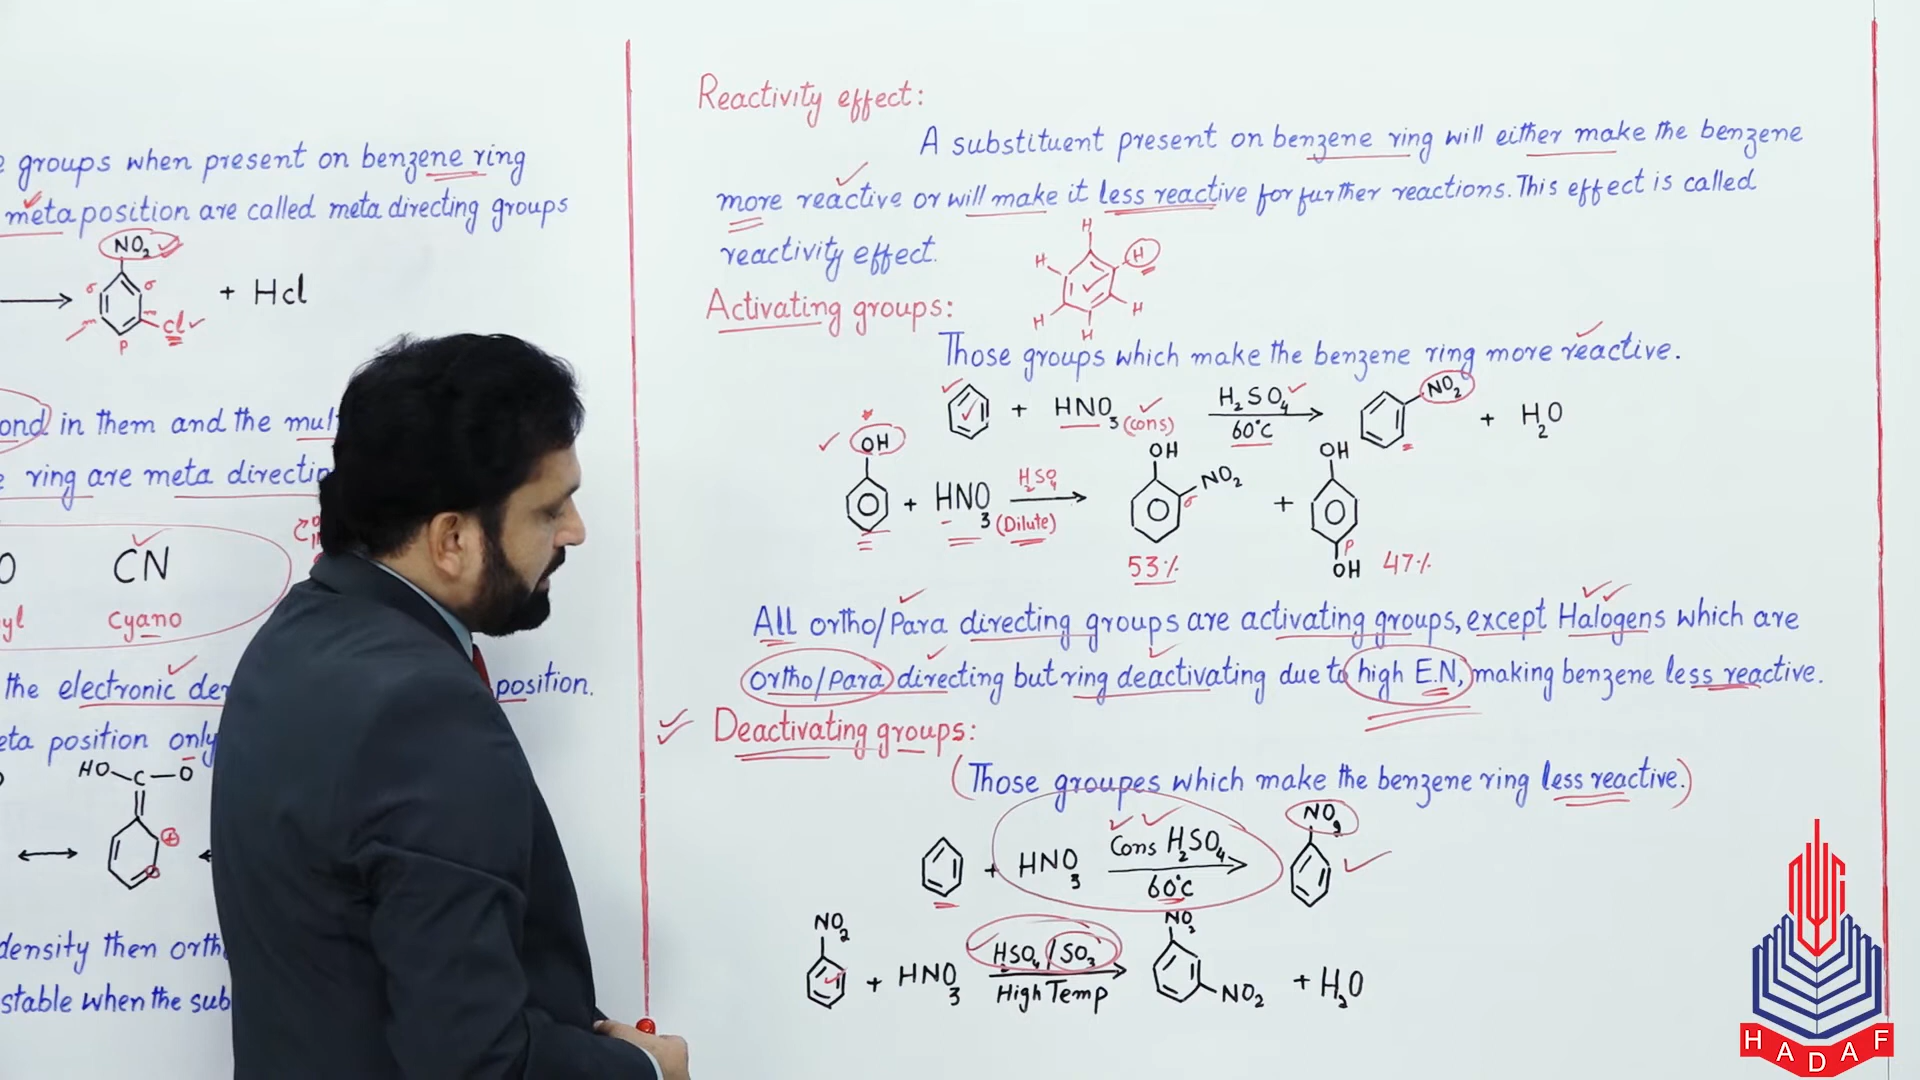 groups when present on benzene ring
meta position are called meta directing groups
NO2
σ σ
m m
Cl
p
+ Hcl
ond in them and the mul
ring are meta directin
O CN
yl Cyano
the electronic der position.
eta position only
HO-C-O
+
density then orth
stable when the sub
Reactivity effect:
A substituent present on benzene ring will either make the benzene
more reactive or will make it less reactive for further reactions. This effect is called
reactivity effect.
H H H H H H
Activating groups:
Those groups which make the benzene ring more reactive.
+ HNO3 (cons) H2SO4 60°C NO2 + H2O
OH + HNO3 (Dilute) H2SO4 OH NO2 σ + OH P OH
53% 47%
All ortho/Para directing groups are activating groups, except Halogens which are
ortho/para directing but ring deactivating due to high E.N, making benzene less reactive.
Deactivating groups:
(Those groupes which make the benzene ring less reactive.)
+ HNO3 Cons H2SO4 60°C NO2
NO2 + HNO3 HSO4/SO3 High Temp NO2 NO2 + H2O
HADAF